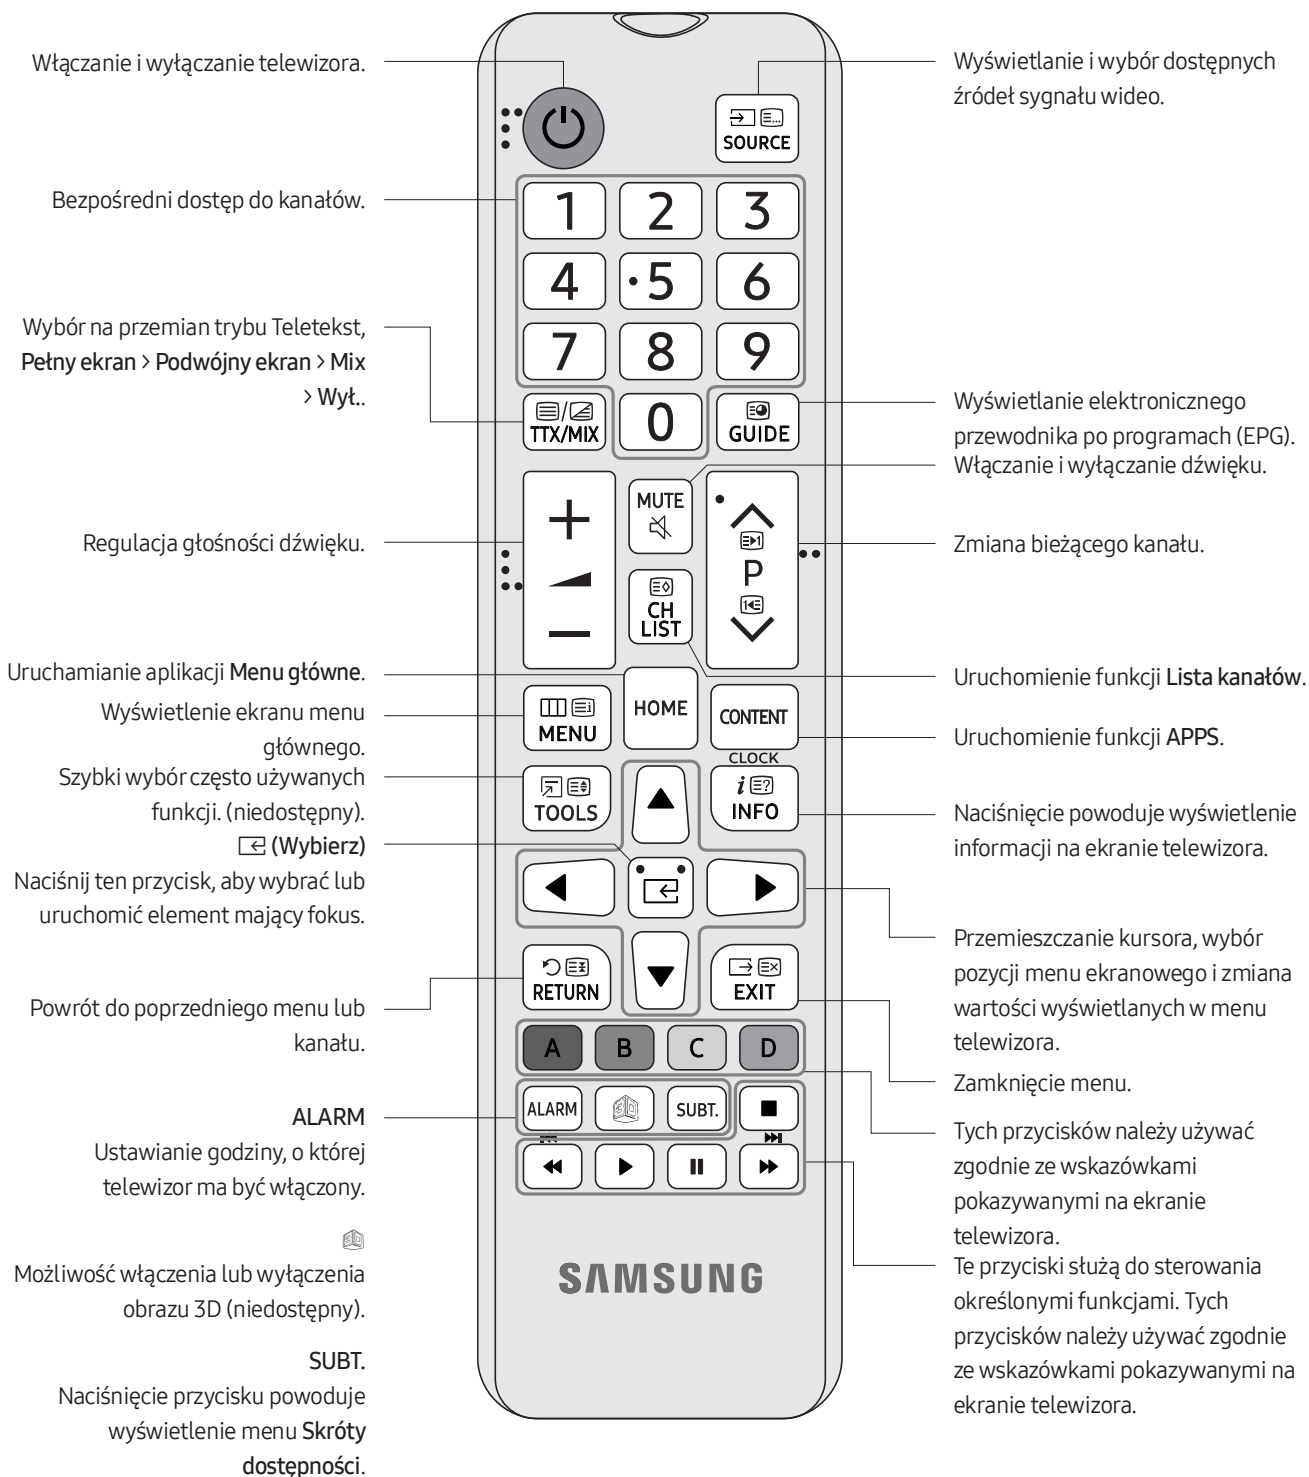 Włączanie i wyłączanie telewizora.
Bezpośredni dostęp do kanałów.
Wybór na przemian trybu Teletekst,
Pełny ekran > Podwójny ekran > Mix
> Wył..
Regulacja głośności dźwięku.
Uruchamianie aplikacji Menu główne.
Wyświetlenie ekranu menu
głównego.
Szybki wybór często używanych
funkcji. (niedostępny).
(Wybierz)
Naciśnij ten przycisk, aby wybrać lub
uruchomić element mający fokus.
Powrót do poprzedniego menu lub
kanału.
ALARM
Ustawianie godziny, o której
telewizor ma być włączony.
3D
Możliwość włączenia lub wyłączenia
obrazu 3D (niedostępny).
SUBT.
Naciśnięcie przycisku powoduje
wyświetlenie menu Skróty
dostępności.
SOURCE
1 2 3
4 5 6
7 8 9
TTX/MIX 0 GUIDE
MUTE
P
CH
LIST
HOME
MENU
CONTENT
CLOCK
TOOLS
INFO
RETURN
EXIT
A B C D
ALARM 3D SUBT.
SAMSUNG
Wyświetlanie i wybór dostępnych
źródeł sygnału wideo.
Wyświetlanie elektronicznego
przewodnika po programach (EPG).
Włączanie i wyłączanie dźwięku.
Zmiana bieżącego kanału.
Uruchomienie funkcji Lista kanałów.
Uruchomienie funkcji APPS.
Naciśnięcie powoduje wyświetlenie
informacji na ekranie telewizora.
Przemieszczanie kursora, wybór
pozycji menu ekranowego i zmiana
wartości wyświetlanych w menu
telewizora.
Zamknięcie menu.
Tych przycisków należy używać
zgodnie ze wskazówkami
pokazywanymi na ekranie
telewizora.
Te przyciski służą do sterowania
określonymi funkcjami. Tych
przycisków należy używać zgodnie
ze wskazówkami pokazywanymi na
ekranie telewizora.